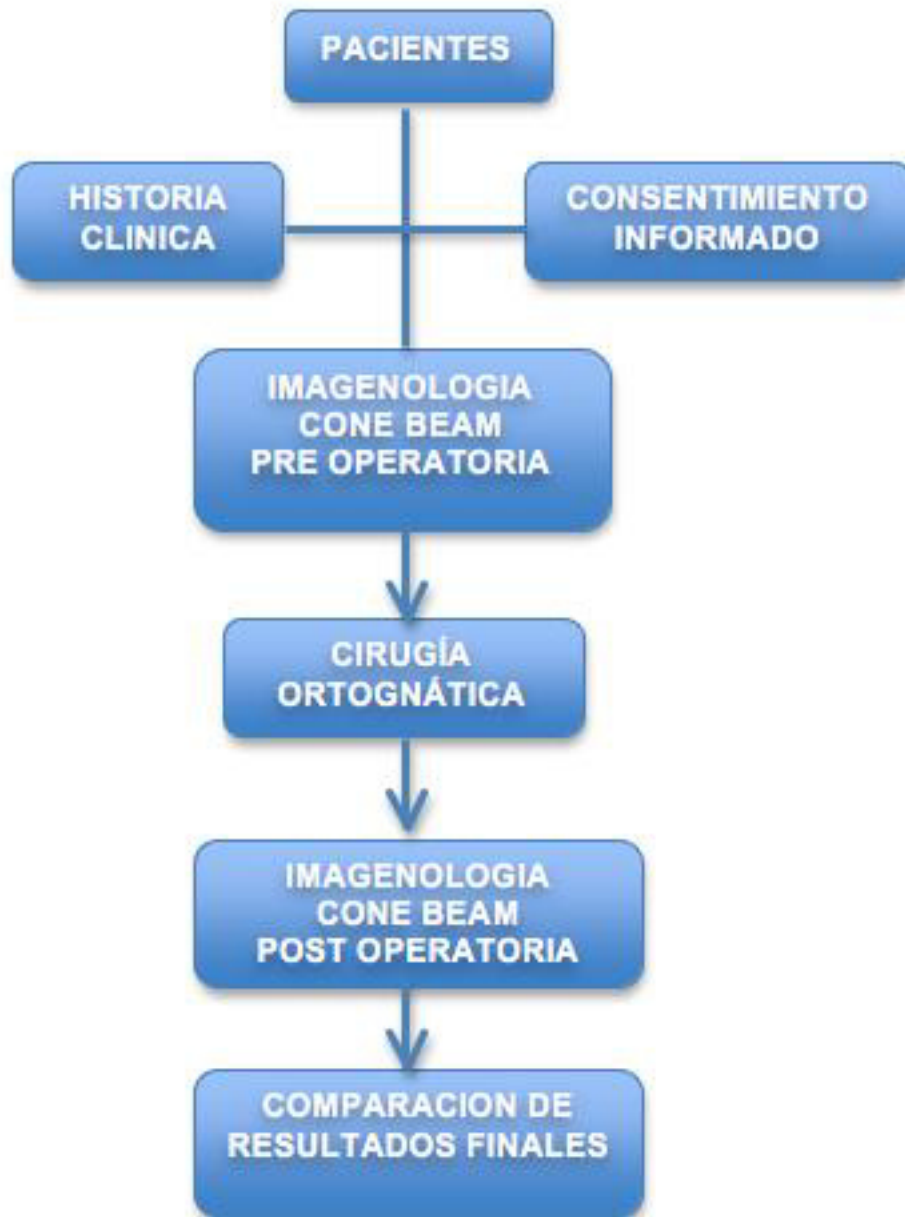 PACIENTES
HISTORIA
CLINICA
CONSENTIMIENTO
INFORMADO
IMAGENOLOGIA
CONE BEAM
PRE OPERATORIA
CIRUGÍA
ORTOGNÁTICA
IMAGENOLOGIA
CONE BEAM
POST OPERATORIA
COMPARACION DE
RESULTADOS FINALES